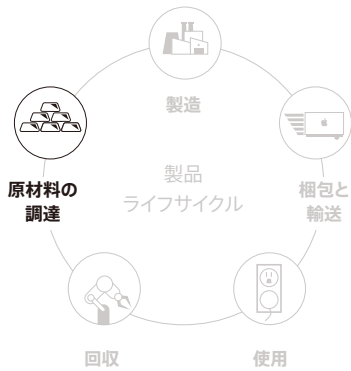 製造
原材料の
調達
製品
ライフサイクル
梱包と
輸送
回収
使用